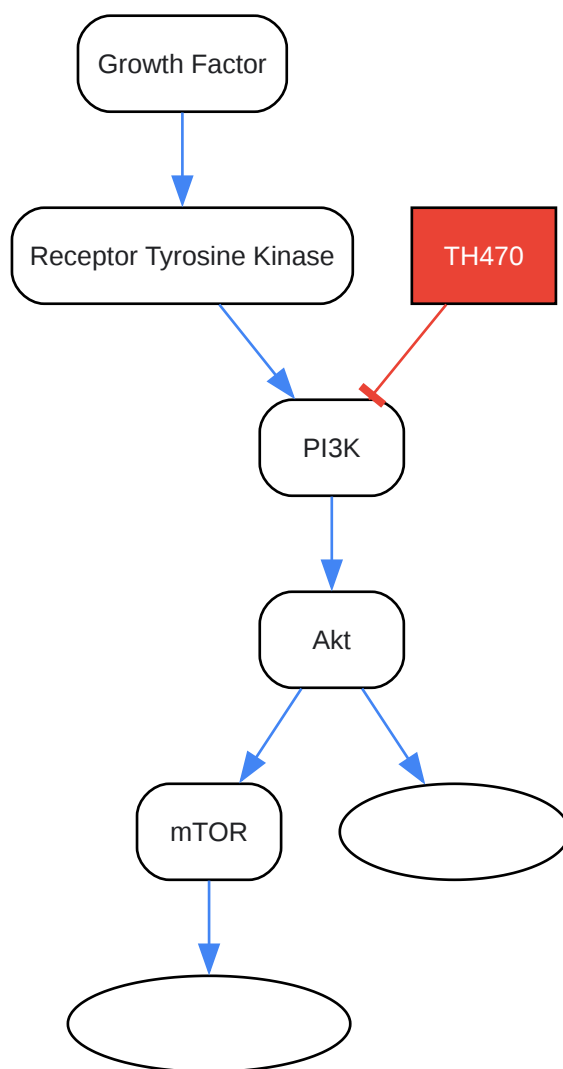 Growth Factor
Receptor Tyrosine Kinase
TH470
PI3K
Akt
mTOR